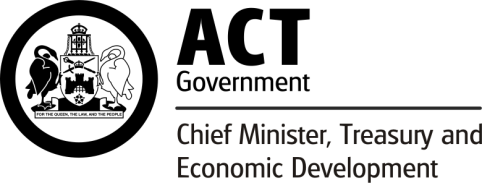 FOR THE QUEEN, THE LAW, AND THE PEOPLE
ACT
Government
Chief Minister, Treasury and
Economic Development